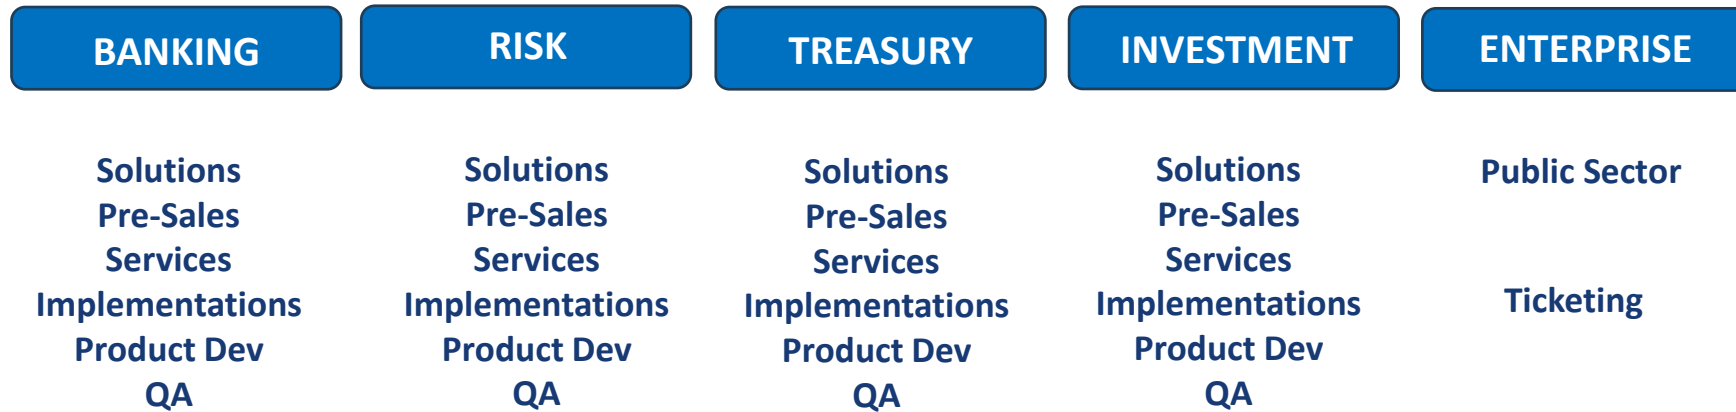 BANKING
RISK
TREASURY
INVESTMENT
ENTERPRISE
Solutions
Pre-Sales
Services
Implementations
Product Dev
QA
Solutions
Pre-Sales
Services
Implementations
Product Dev
QA
Solutions
Pre-Sales
Services
Implementations
Product Dev
QA
Solutions
Pre-Sales
Services
Implementations
Product Dev
QA
Public Sector
Ticketing